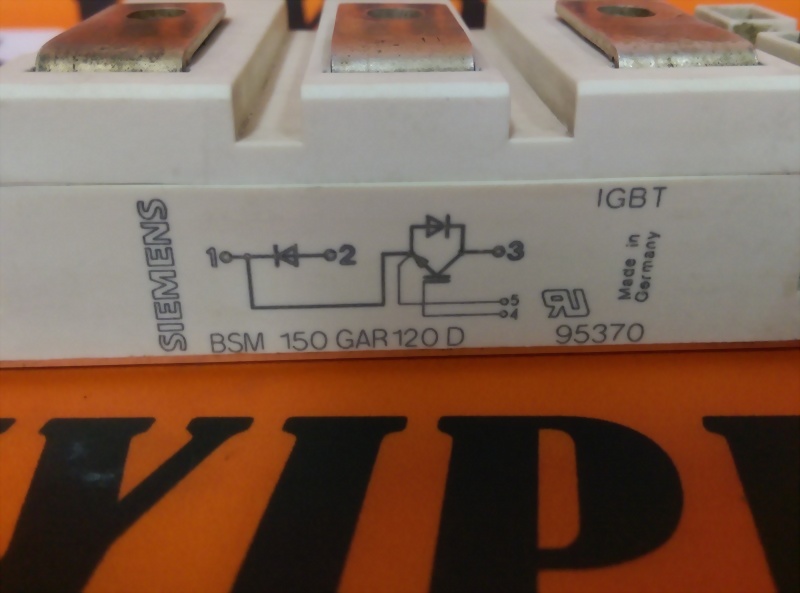 IGBT
SIEMENS
1 2 3
Made in
Germany
5
4
BSM 150 GAR 120 D
95370